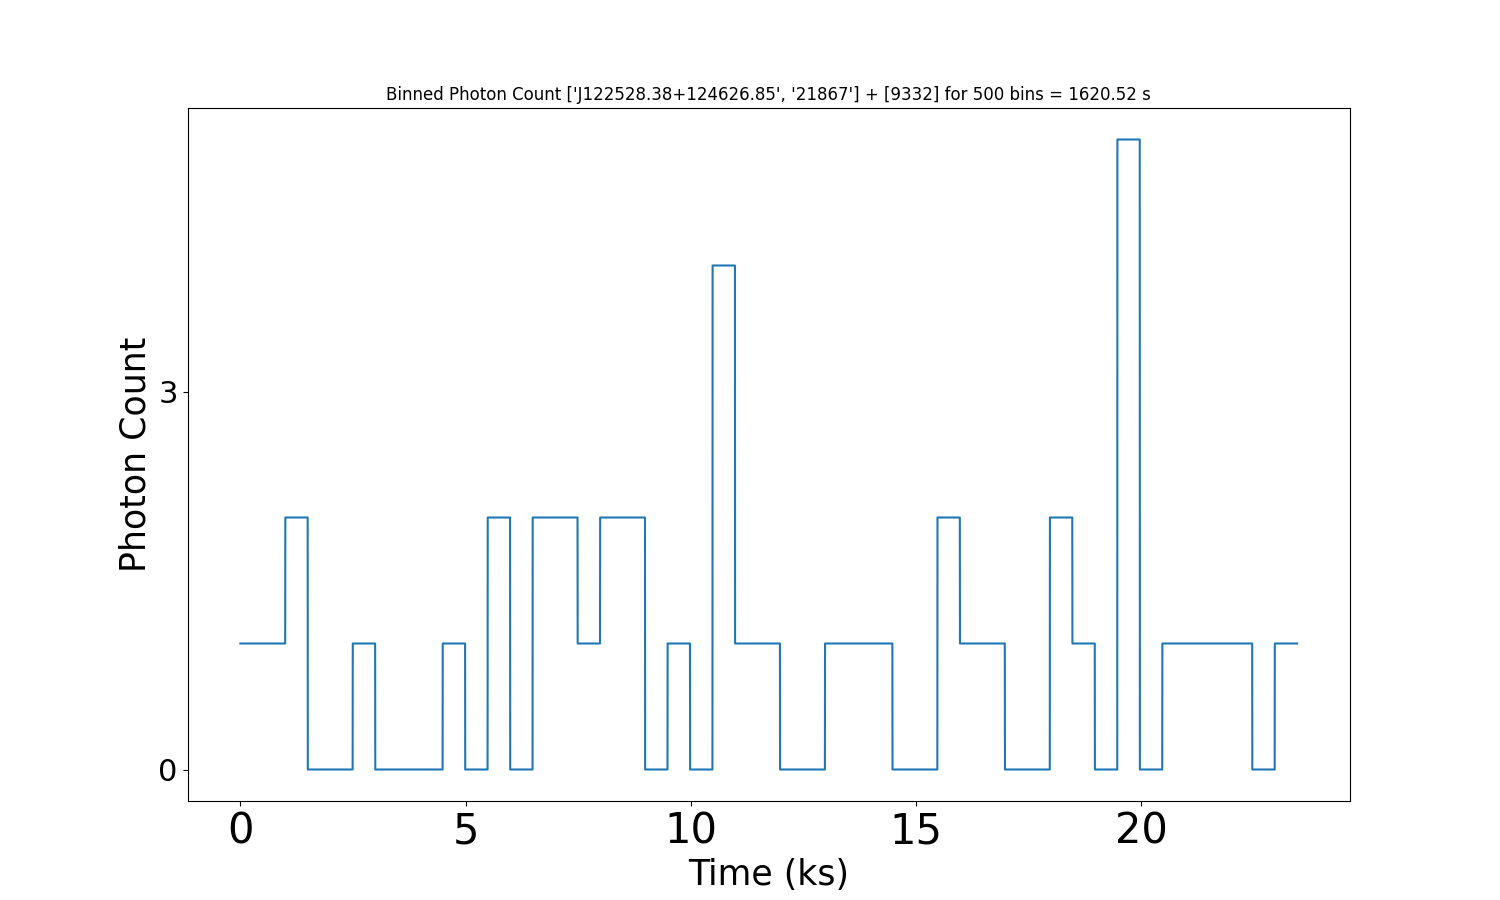 Binned Photon Count ['J122528.38+124626.85', '21867'] + [9332] for 500 bins = 1620.52 s
Photon Count
3
0
0 5 10 15 20
Time (ks)